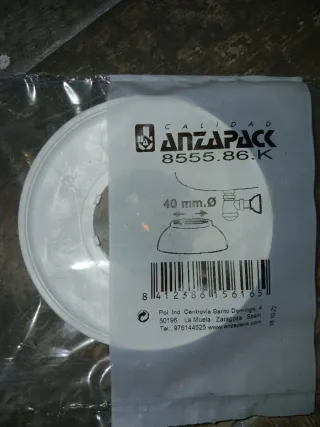 CALIDAD
ANZAPACK
8555.86.K
40 mm.Ø
8 412386 156165
Pol. Ind. Centrovía Santo Domingo, 4
50196 La Muela Zaragoza Spain
Tel. 976144625 www.anzapack.com